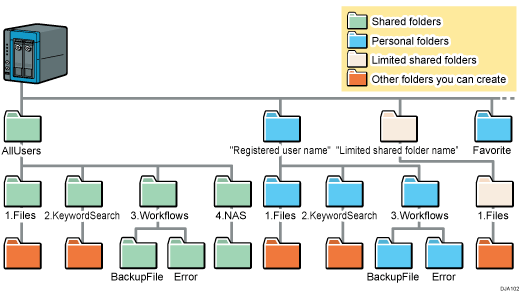 Shared folders
Personal folders
Limited shared folders
Other folders you can create
AllUsers
"Registered user name"
"Limited shared folder name"
Favorite
1.Files
2.KeywordSearch
3.Workflows
4.NAS
1.Files
2.KeywordSearch
3.Workflows
1.Files
BackupFile
Error
BackupFile
Error
DJA102